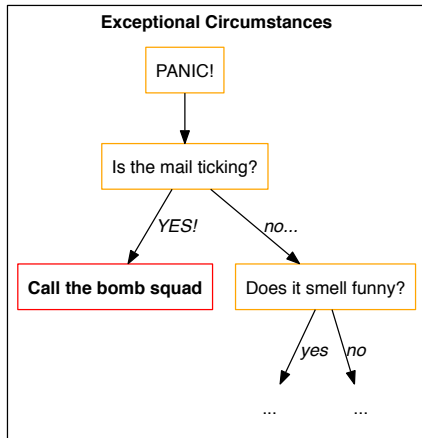 Exceptional Circumstances
PANIC!
Is the mail ticking?
YES!
no...
Call the bomb squad
Does it smell funny?
yes
no
...
...